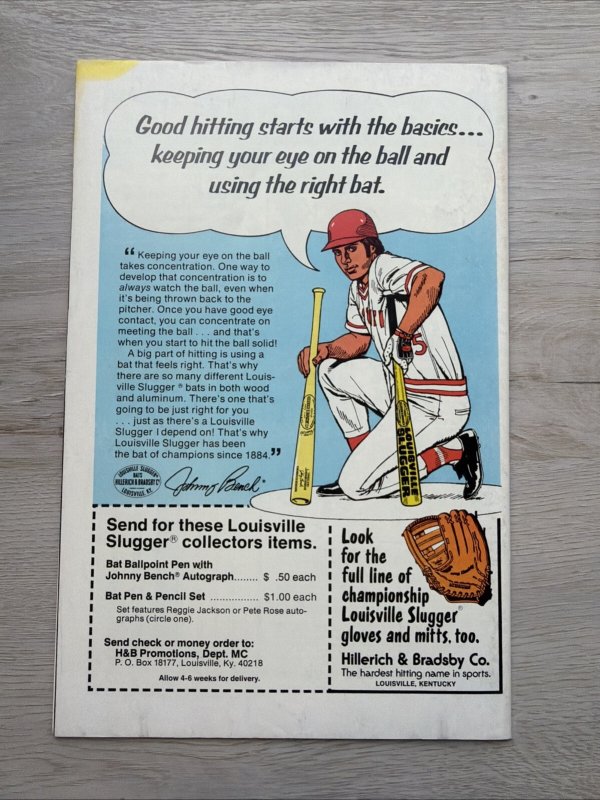 Good hitting starts with the basics...
keeping your eye on the ball and
using the right bat.
“Keeping your eye on the ball
takes concentration. One way to
develop that concentration is to
always watch the ball, even when
it's being thrown back to the
pitcher. Once you have good eye
contact, you can concentrate on
meeting the ball . . . and that's
when you start to hit the ball solid!
A big part of hitting is using a
bat that feels right. That's why
there are so many different Louis-
ville Slugger ® bats in both wood
and aluminum. There's one that's
going to be just right for you
. . . just as there's a Louisville
Slugger I depend on! That's why
Louisville Slugger has been
the bat of champions since 1884.”
LOUISVILLE SLUGGER
BATS
HILLERICH & BRADSBY Co
LOUISVILLE, KY.
Johnny Bench
5
LOUISVILLE
SLUGGER
Send for these Louisville
Slugger® collectors items.
Bat Ballpoint Pen with
Johnny Bench® Autograph........ $ .50 each
Bat Pen & Pencil Set ............... $1.00 each
Set features Reggie Jackson or Pete Rose auto-
graphs (circle one).
Send check or money order to:
H&B Promotions, Dept. MC
P. O. Box 18177, Louisville, Ky. 40218
Allow 4-6 weeks for delivery.
Look
for the
full line of
championship
Louisville Slugger®
gloves and mitts, too.
Hillerich & Bradsby Co.
The hardest hitting name in sports.
LOUISVILLE, KENTUCKY